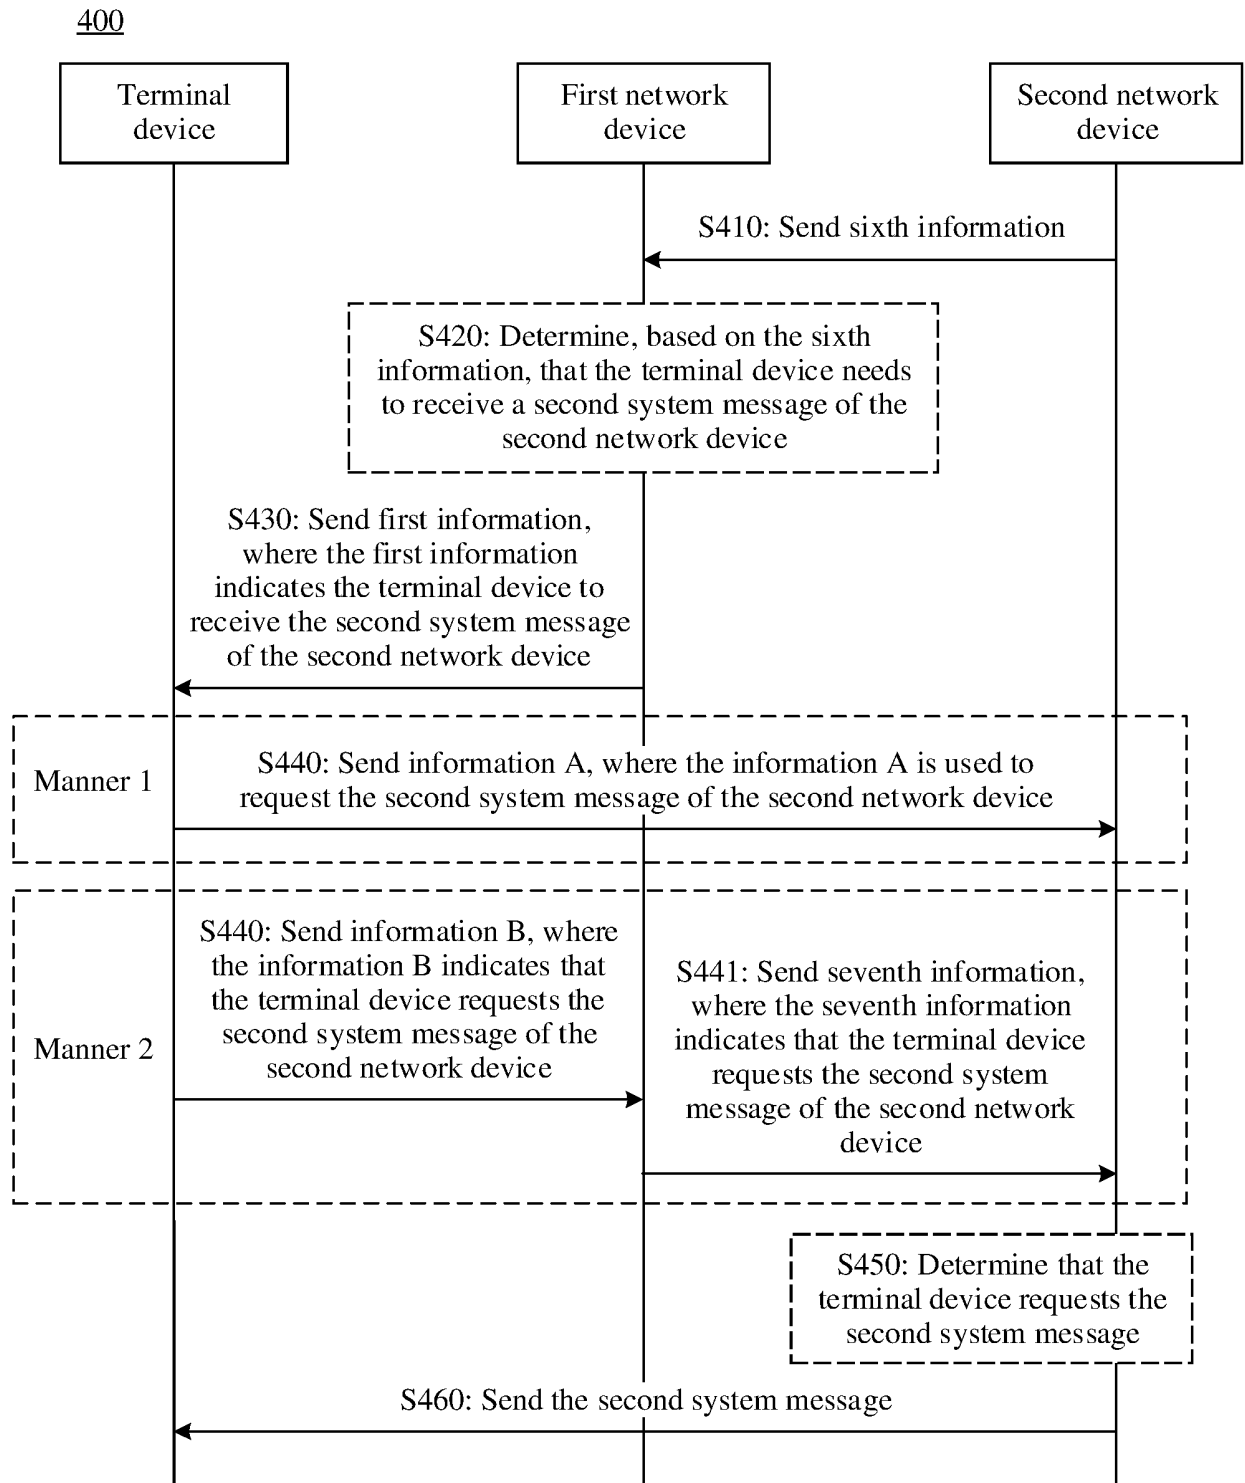 400
Terminal
device
First network
device
Second network
device
S410: Send sixth information
S420: Determine, based on the sixth
information, that the terminal device needs
to receive a second system message of the
second network device
S430: Send first information,
where the first information
indicates the terminal device to
receive the second system message
of the second network device
Manner 1
S440: Send information A, where the information A is used to
request the second system message of the second network device
Manner 2
S440: Send information B, where
the information B indicates that
the terminal device requests the
second system message of the
second network device
S441: Send seventh information,
where the seventh information
indicates that the terminal device
requests the second system
message of the second network
device
S450: Determine that the
terminal device requests the
second system message
S460: Send the second system message